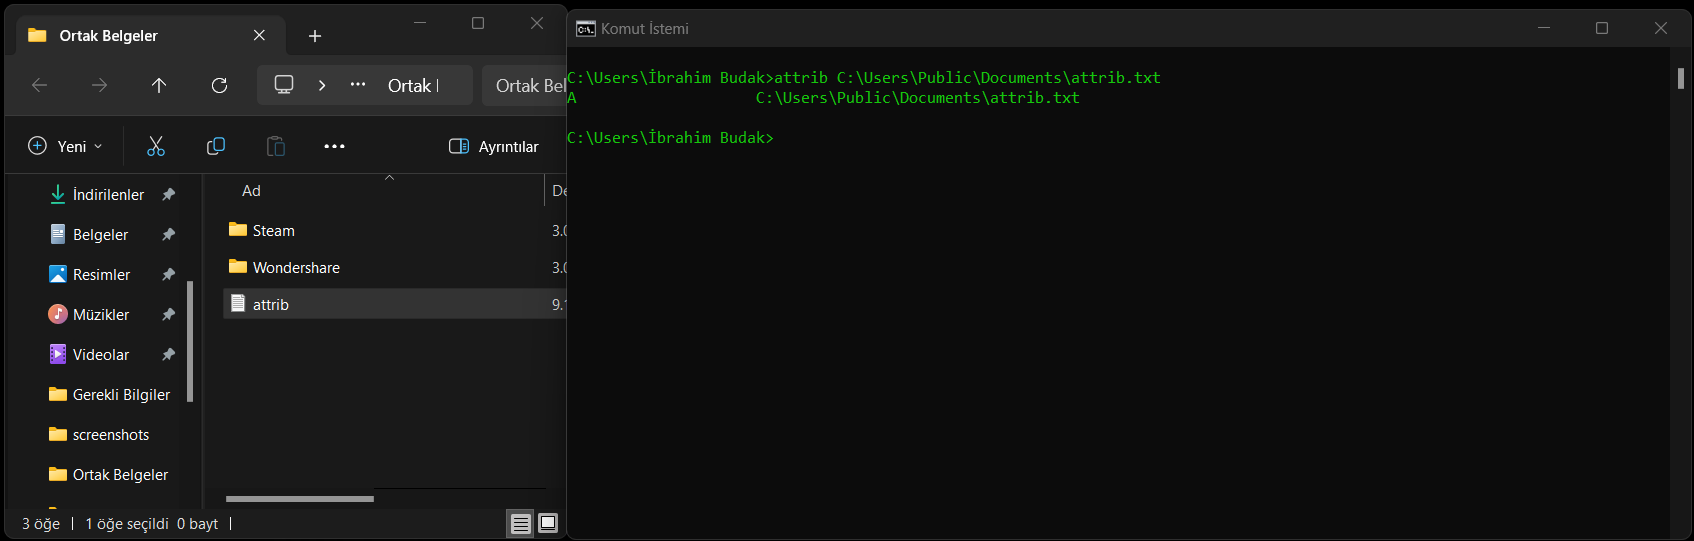 Ortak Belgeler
Ortak
Ortak Bel
Yeni
Ayrıntılar
İndirilenler
Belgeler
Resimler
Müzikler
Videolar
Gerekli Bilgiler
screenshots
Ortak Belgeler
Ad
De
Steam
3.0
Wondershare
3.0
attrib
9.1
3 öğe
1 öğe seçildi 0 bayt
Komut İstemi
C:\Users\İbrahim Budak>attrib C:\Users\Public\Documents\attrib.txt
A C:\Users\Public\Documents\attrib.txt
C:\Users\İbrahim Budak>